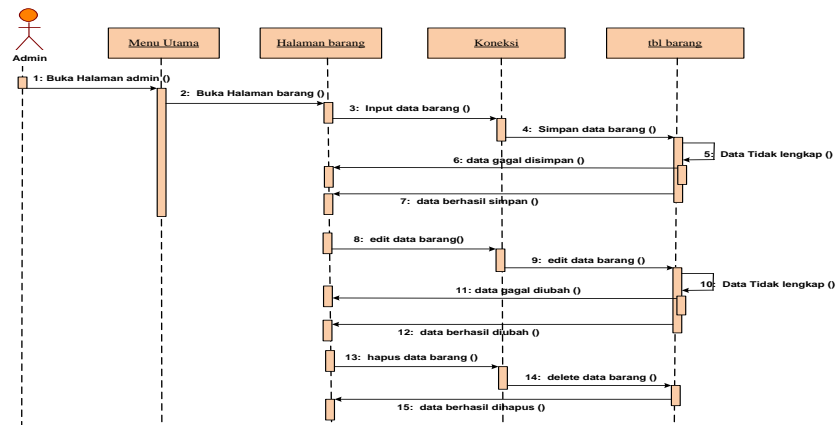 Admin
Menu Utama
Halaman barang
Koneksi
tbl barang
1: Buka Halaman admin ()
2: Buka Halaman barang ()
3: Input data barang ()
4: Simpan data barang ()
5: Data Tidak lengkap ()
6: data gagal disimpan ()
7: data berhasil simpan ()
8: edit data barang()
9: edit data barang ()
10: Data Tidak lengkap ()
11: data gagal diubah ()
12: data berhasil diubah ()
13: hapus data barang ()
14: delete data barang ()
15: data berhasil dihapus ()